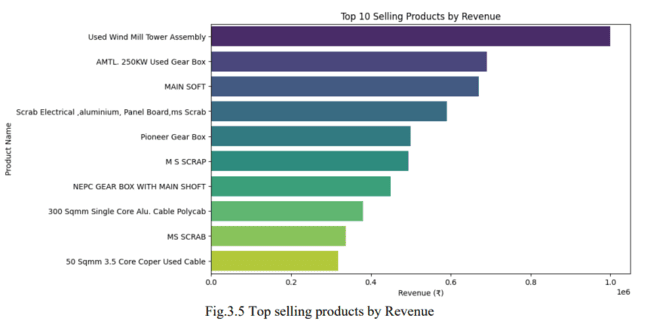 Top 10 Selling Products by Revenue
Product Name
Used Wind Mill Tower Assembly
AMTL. 250KW Used Gear Box
MAIN SOFT
Scrab Electrical ,aluminium, Panel Board,ms Scrab
Pioneer Gear Box
M S SCRAP
NEPC GEAR BOX WITH MAIN SHOFT
300 Sqmm Single Core Alu. Cable Polycab
MS SCRAB
50 Sqmm 3.5 Core Coper Used Cable
0.0 0.2 0.4 0.6 0.8 1.0
1e6
Revenue (₹)
Fig.3.5 Top selling products by Revenue